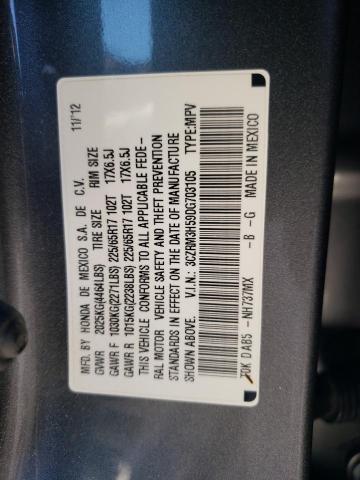 MFD. BY HONDA DE MEXICO S.A. DE C.V. 11/'12
GVWR 2025KG(4464LBS) TIRE SIZE RIM SIZE
GAWR F 1030KG(2271LBS) 225/65R17 102T 17X6.5J
GAWR R 1015KG(2238LBS) 225/65R17 102T 17X6.5J
THIS VEHICLE CONFORMS TO ALL APPLICABLE FEDE-
RAL MOTOR VEHICLE SAFETY AND THEFT PREVENTION
STANDARDS IN EFFECT ON THE DATE OF MANUFACTURE
SHOWN ABOVE. V.I.N.: 3CZRM3H59DG703105 TYPE:MPV
T0K D AB5 -NH737MX -B -G MADE IN MEXICO